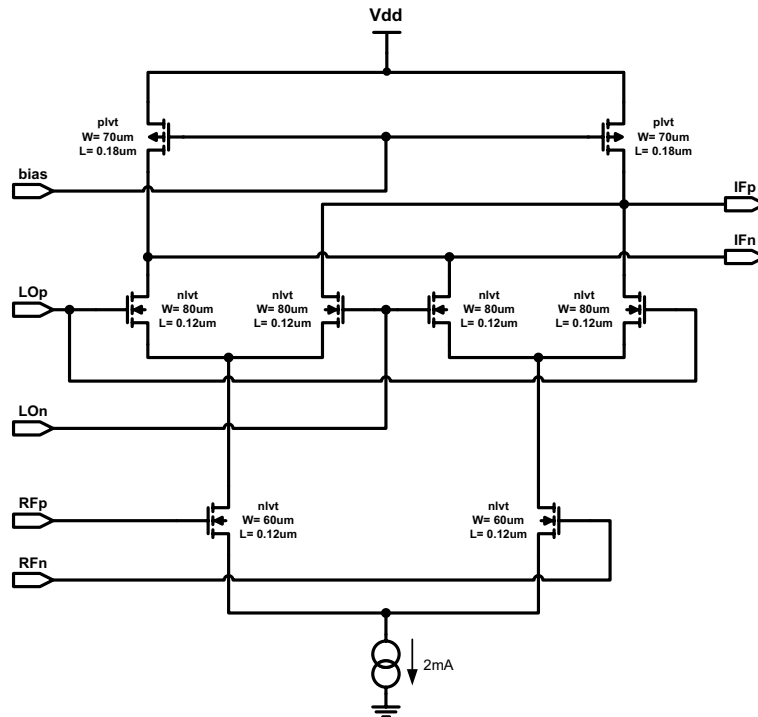 Vdd
plvt
W= 70um
L= 0.18um
plvt
W= 70um
L= 0.18um
bias
IFp
IFn
LOp
nlvt
W= 80um
L= 0.12um
nlvt
W= 80um
L= 0.12um
nlvt
W= 80um
L= 0.12um
nlvt
W= 80um
L= 0.12um
LOn
RFp
nlvt
W= 60um
L= 0.12um
nlvt
W= 60um
L= 0.12um
RFn
2mA